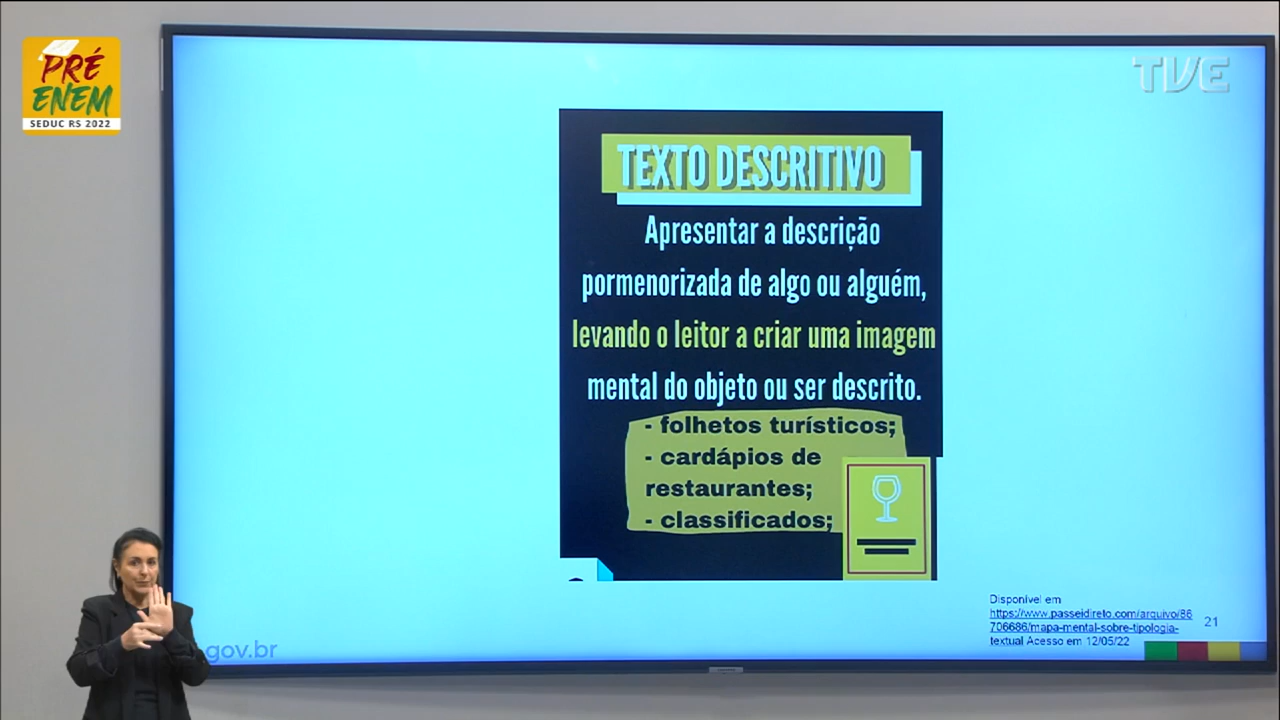 PRÉ
ENEM
SEDUC RS 2022
TVE
TEXTO DESCRITIVO
Apresentar a descrição
pormenorizada de algo ou alguém,
levando o leitor a criar uma imagem
mental do objeto ou ser descrito.
- folhetos turísticos;
- cardápios de
restaurantes;
- classificados;
Disponível em
https://www.passeidireto.com/arquivo/86
706686/mapa-mental-sobre-tipologia-
textual Acesso em 12/05/22
21
gov.br